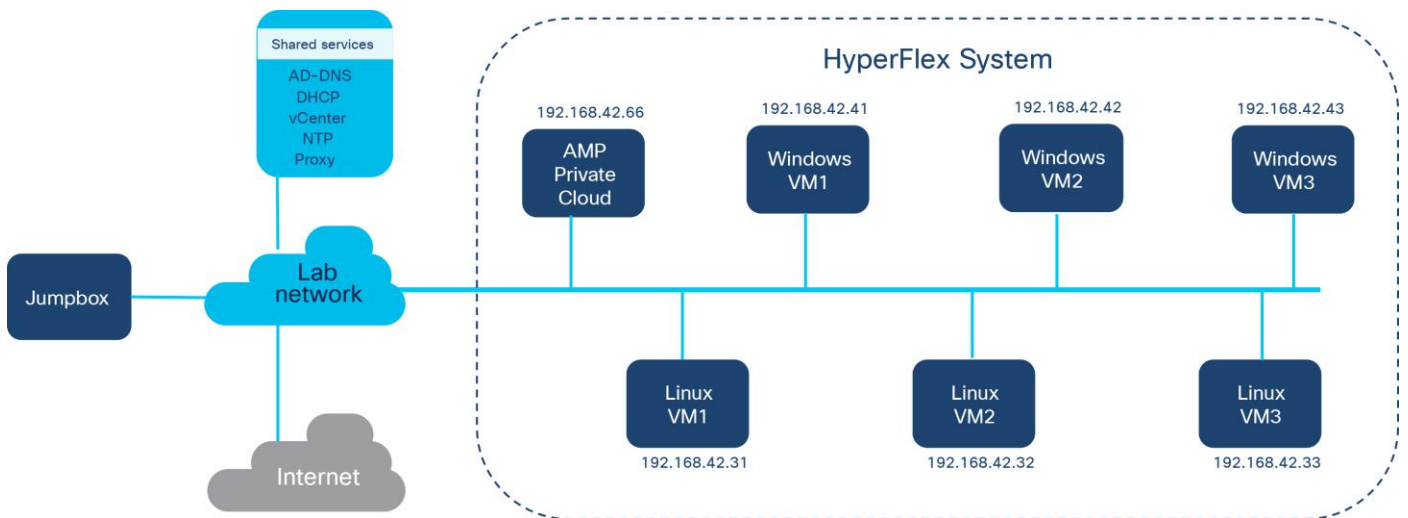 Shared services
AD-DNS
DHCP
vCenter
NTP
Proxy
HyperFlex System
192.168.42.66
192.168.42.41
192.168.42.42
192.168.42.43
AMP
Private
Cloud
Windows
VM1
Windows
VM2
Windows
VM3
Jumpbox
Lab
network
Linux
VM1
Linux
VM2
Linux
VM3
192.168.42.31
192.168.42.32
192.168.42.33
Internet